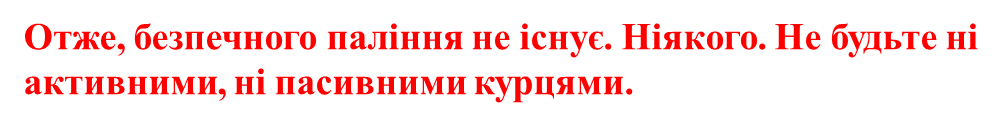 Отже, безпечного паління не існує. Ніякого. Не будьте ні
активними, ні пасивними курцями.